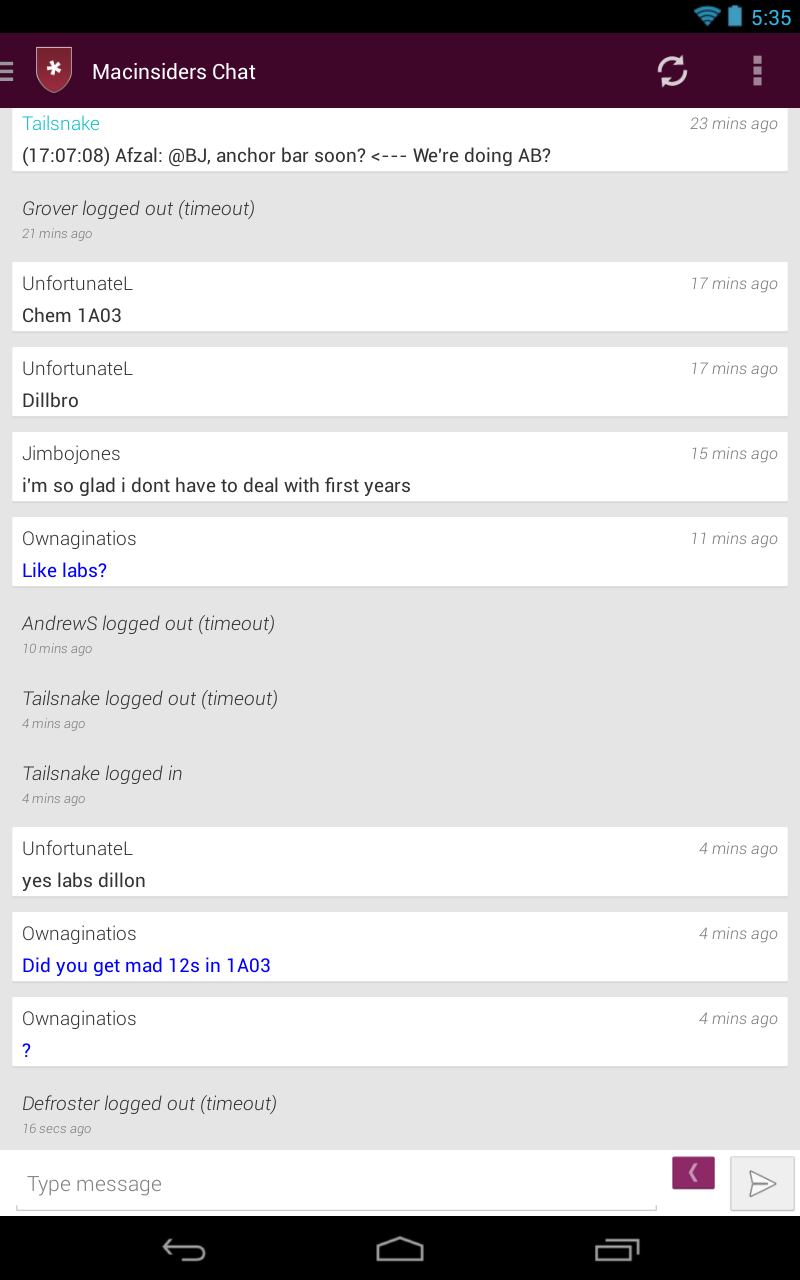 5:35
Macinsiders Chat
Tailsnake 23 mins ago
(17:07:08) Afzal: @BJ, anchor bar soon? <--- We're doing AB?
Grover logged out (timeout)
21 mins ago
UnfortunateL 17 mins ago
Chem 1A03
UnfortunateL 17 mins ago
Dillbro
Jimbojones 15 mins ago
i'm so glad i dont have to deal with first years
Ownaginatios 11 mins ago
Like labs?
AndrewS logged out (timeout)
10 mins ago
Tailsnake logged out (timeout)
4 mins ago
Tailsnake logged in
4 mins ago
UnfortunateL 4 mins ago
yes labs dillon
Ownaginatios 4 mins ago
Did you get mad 12s in 1A03
Ownaginatios 4 mins ago
?
Defroster logged out (timeout)
16 secs ago
Type message